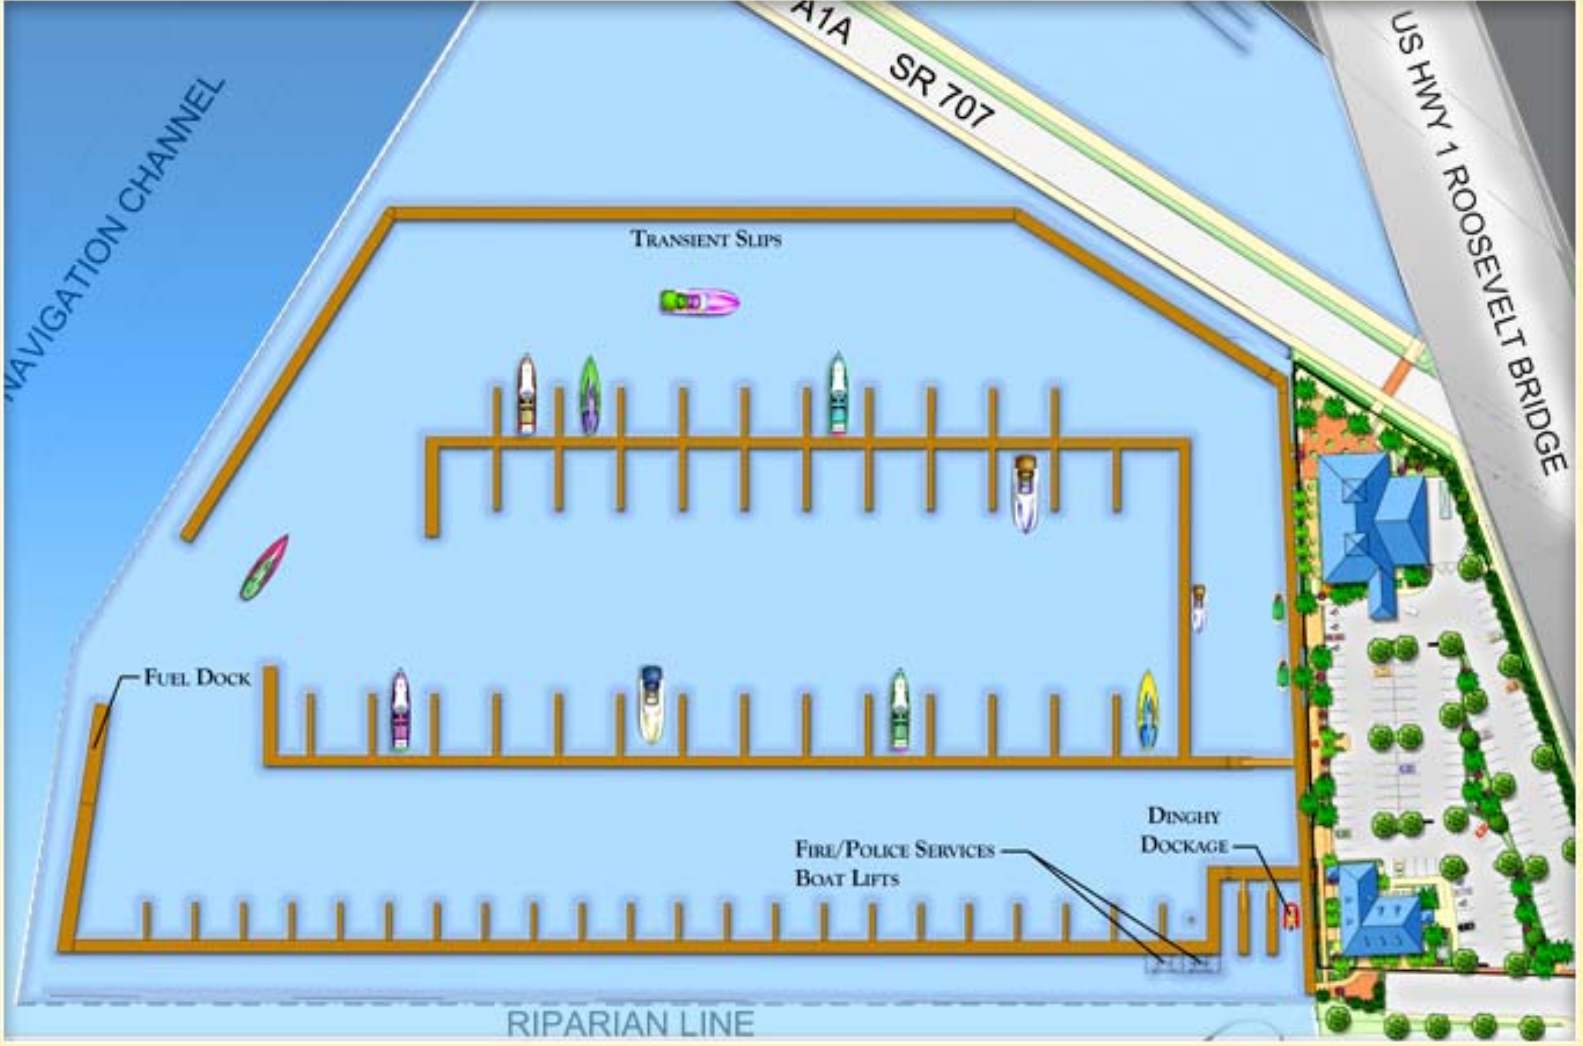 A1A SR 707
US HWY 1 ROOSEVELT BRIDGE
NAVIGATION CHANNEL
TRANSIENT SLIPS
FUEL DOCK
DINGHY
DOCKAGE
FIRE/POLICE SERVICES
BOAT LIFTS
RIPARIAN LINE